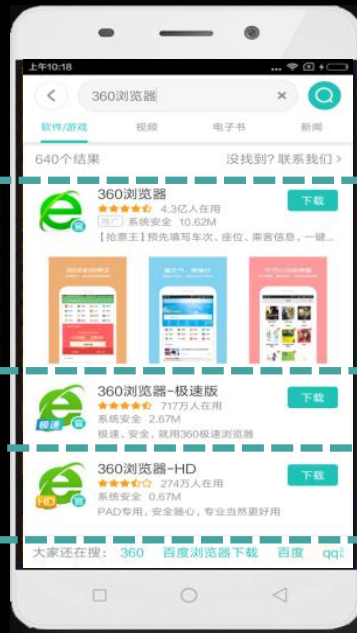 上午10:18
360浏览器
软件/游戏 视频 电子书 新闻
640个结果 没找到? 联系我们 >
360浏览器
4.3亿人在用
下载
推广 系统安全 10.62M
【抢票王】预先填写车次、座位、乘客信息，一键...
360浏览器-极速版
717万人在用
下载
系统安全 2.67M
极速、安全，就用360极速浏览器
极速
360浏览器-HD
274万人在用
下载
系统安全 0.67M
PAD专用，安全随心，专业当然更好用
HD
大家还在搜： 360 百度浏览器下载 百度 qq